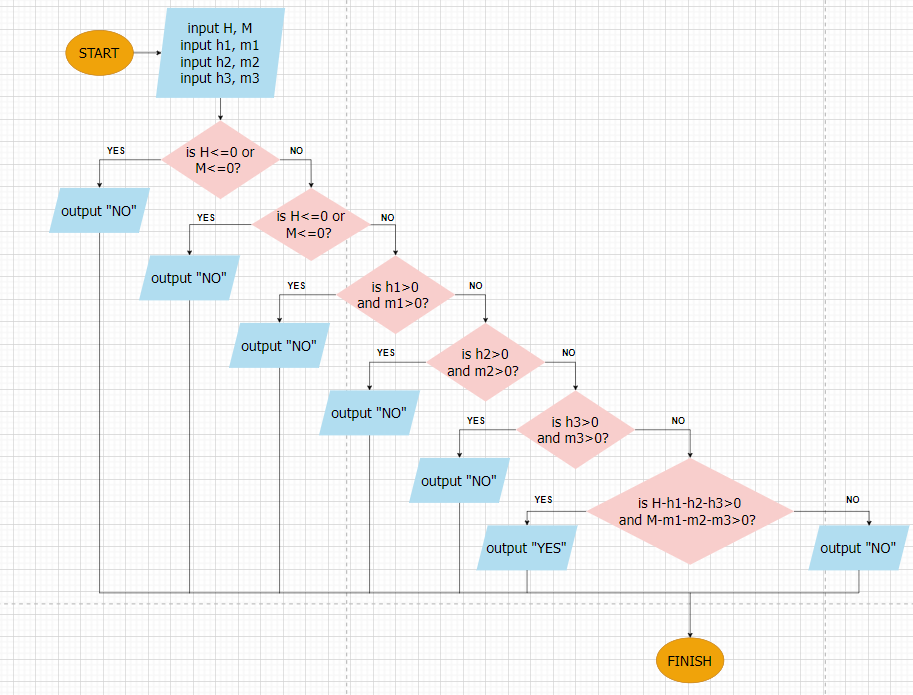 START
input H, M
input h1, m1
input h2, m2
input h3, m3
YES
is H<=0 or
M<=0?
NO
output "NO"
YES
is H<=0 or
M<=0?
NO
output "NO"
YES
is h1>0
and m1>0?
NO
output "NO"
YES
is h2>0
and m2>0?
NO
output "NO"
YES
is h3>0
and m3>0?
NO
output "NO"
YES
is H-h1-h2-h3>0
and M-m1-m2-m3>0?
NO
output "YES"
output "NO"
FINISH